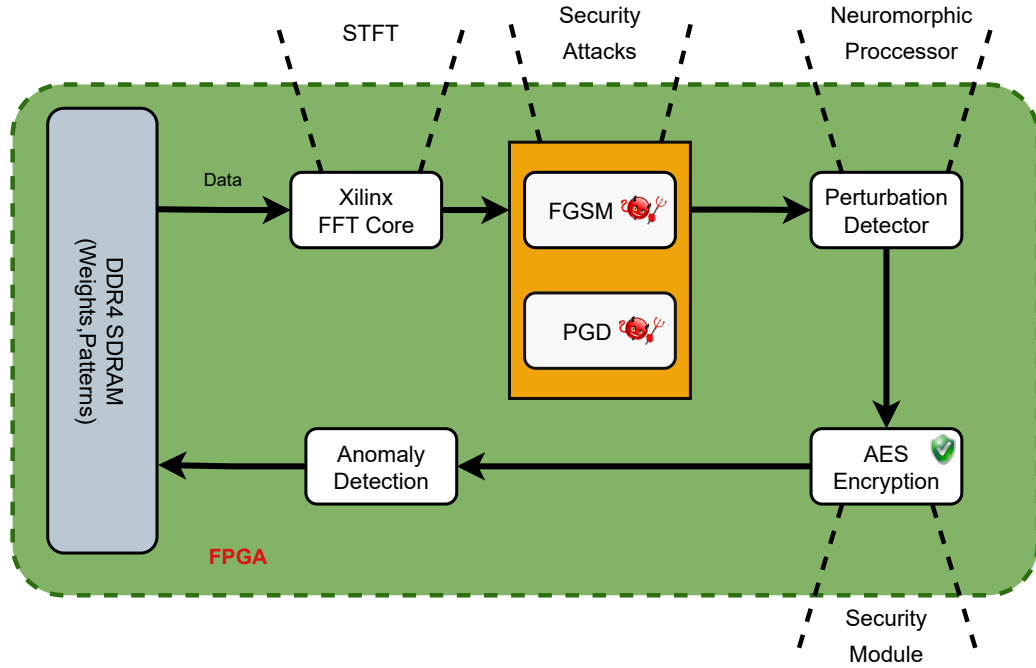 STFT
Security
Attacks
Neuromorphic
Proccessor
Data
Xilinx
FFT Core
FGSM
PGD
Perturbation
Detector
DDR4 SDRAM
(Weights,Patterns)
Anomaly
Detection
AES
Encryption
FPGA
Security
Module